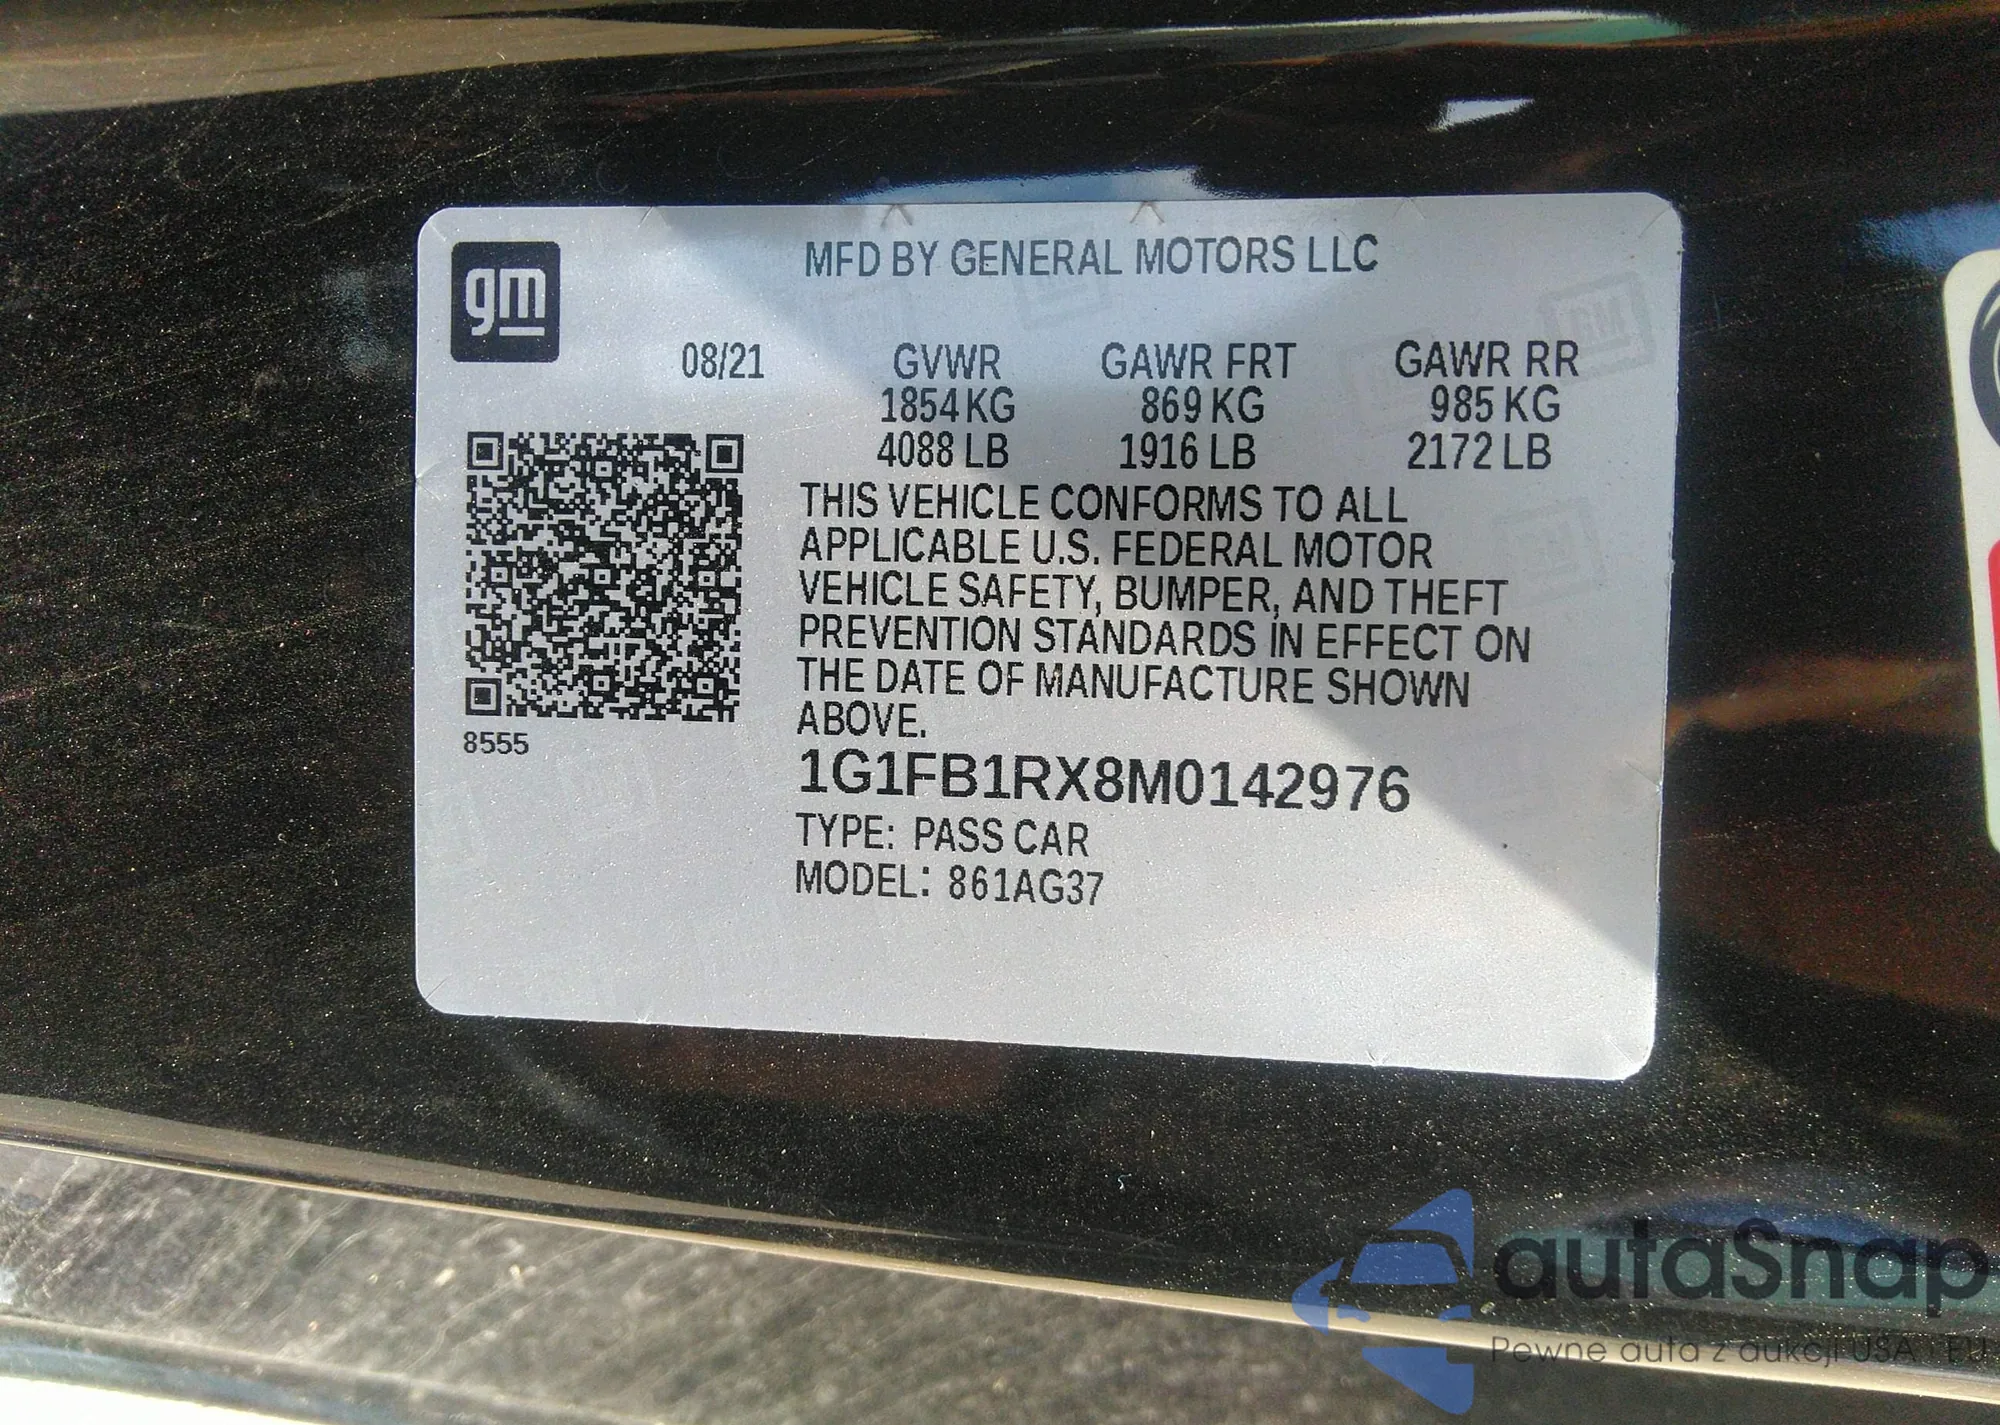 gm
MFD BY GENERAL MOTORS LLC
08/21 GVWR GAWR FRT GAWR RR
1854 KG 869 KG 985 KG
4088 LB 1916 LB 2172 LB
THIS VEHICLE CONFORMS TO ALL
APPLICABLE U.S. FEDERAL MOTOR
VEHICLE SAFETY, BUMPER, AND THEFT
PREVENTION STANDARDS IN EFFECT ON
THE DATE OF MANUFACTURE SHOWN
ABOVE.
8555
1G1FB1RX8M0142976
TYPE: PASS CAR
MODEL: 861AG37
autaSnap
Pewne auta z aukcji USA i EU